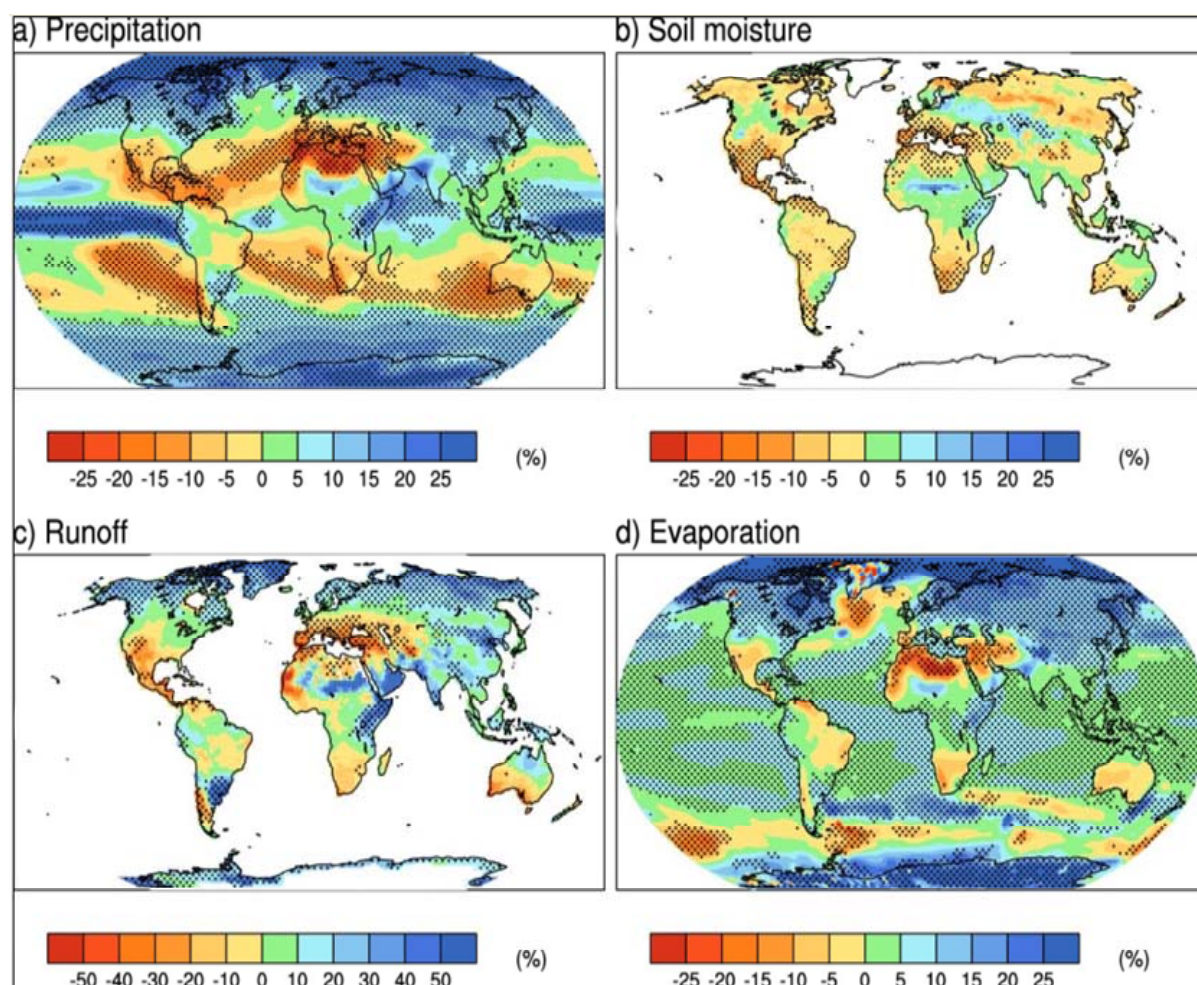 a) Precipitation
b) Soil moisture
-25 -20 -15 -10 -5 0 5 10 15 20 25 (%)
-25 -20 -15 -10 -5 0 5 10 15 20 25 (%)
c) Runoff
d) Evaporation
-50 -40 -30 -20 -10 0 10 20 30 40 50 (%)
-25 -20 -15 -10 -5 0 5 10 15 20 25 (%)